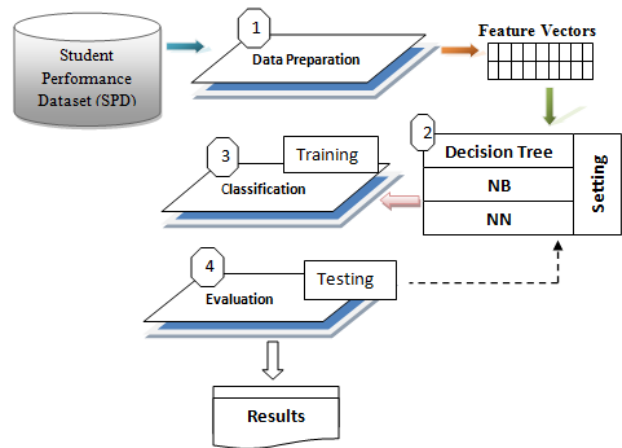 Student
Performance
Dataset (SPD)
1
Data Preparation
Feature Vectors
2
Decision Tree
NB
NN
Setting
3
Training
Classification
4
Testing
Evaluation
Results